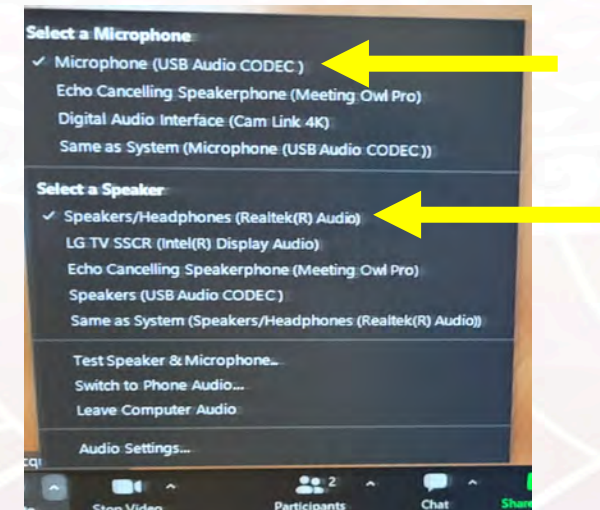 Select a Microphone
✓ Microphone (USB Audio CODEC )
Echo Cancelling Speakerphone (Meeting Owl Pro)
Digital Audio Interface (Cam Link 4K)
Same as System (Microphone (USB Audio CODEC ))
Select a Speaker
✓ Speakers/Headphones (Realtek(R) Audio)
LG TV SSCR (Intel(R) Display Audio)
Echo Cancelling Speakerphone (Meeting Owl Pro)
Speakers (USB Audio CODEC )
Same as System (Speakers/Headphones (Realtek(R) Audio))
Test Speaker & Microphone...
Switch to Phone Audio...
Leave Computer Audio
Audio Settings...
2
Stop Video Participants Chat Share